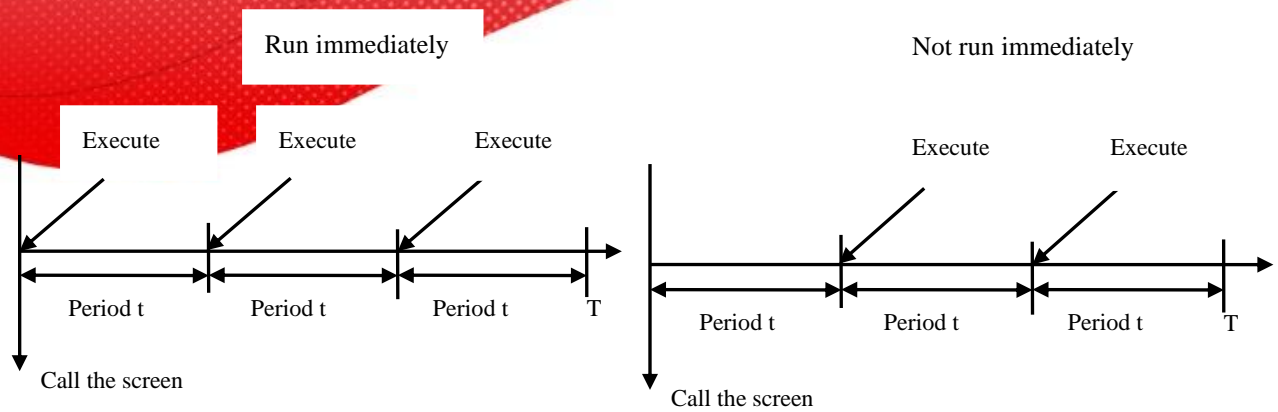 Run immediately
Execute Execute Execute
Period t Period t Period t T
Call the screen
Not run immediately
Execute Execute
Period t Period t Period t T
Call the screen